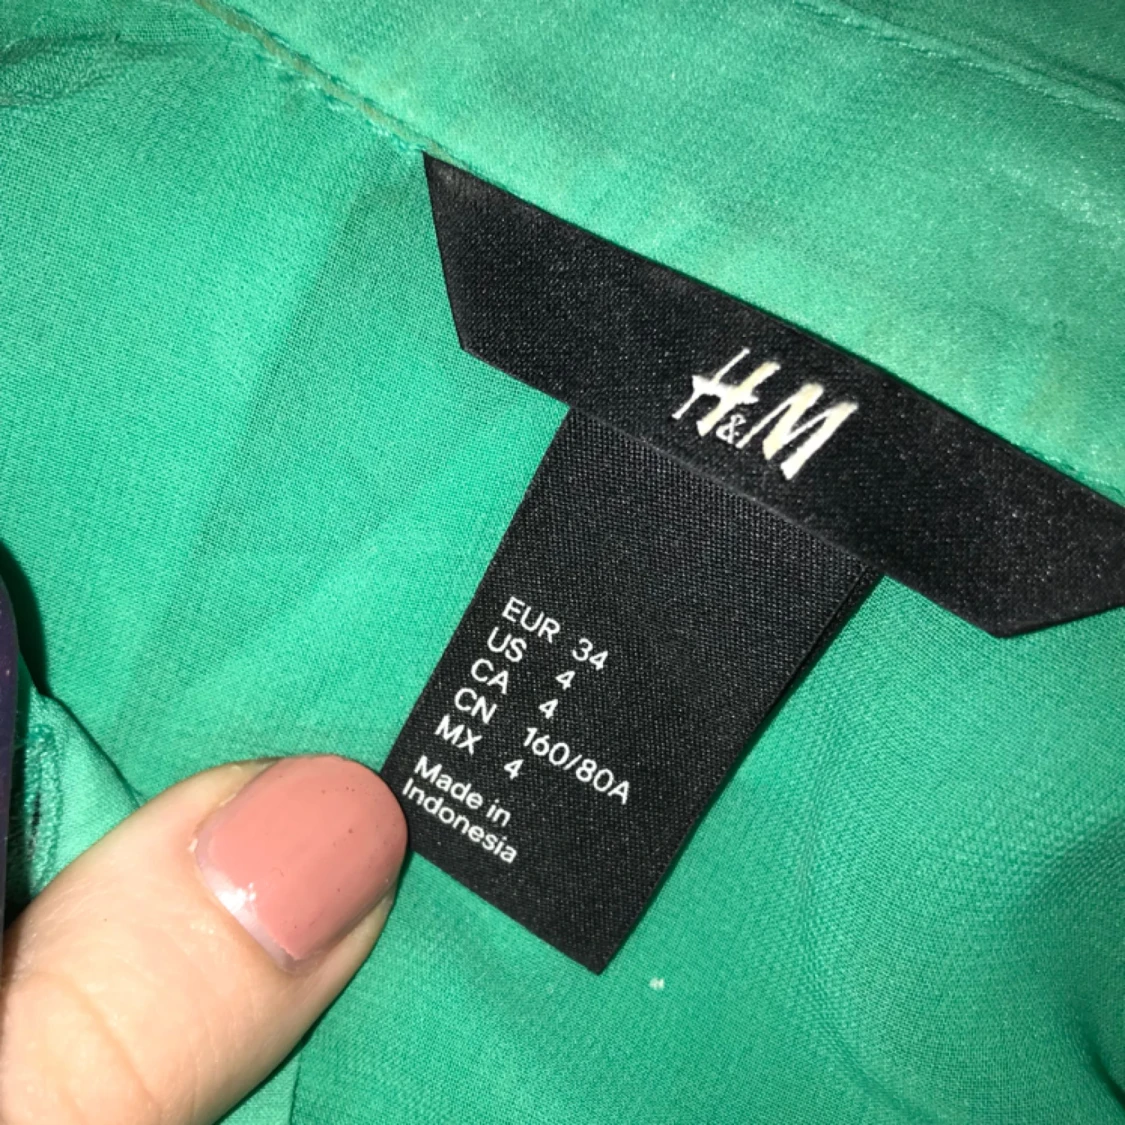 H&M
EUR 34
US 4
CA 4
CN 160/80A
MX 4
Made in
Indonesia